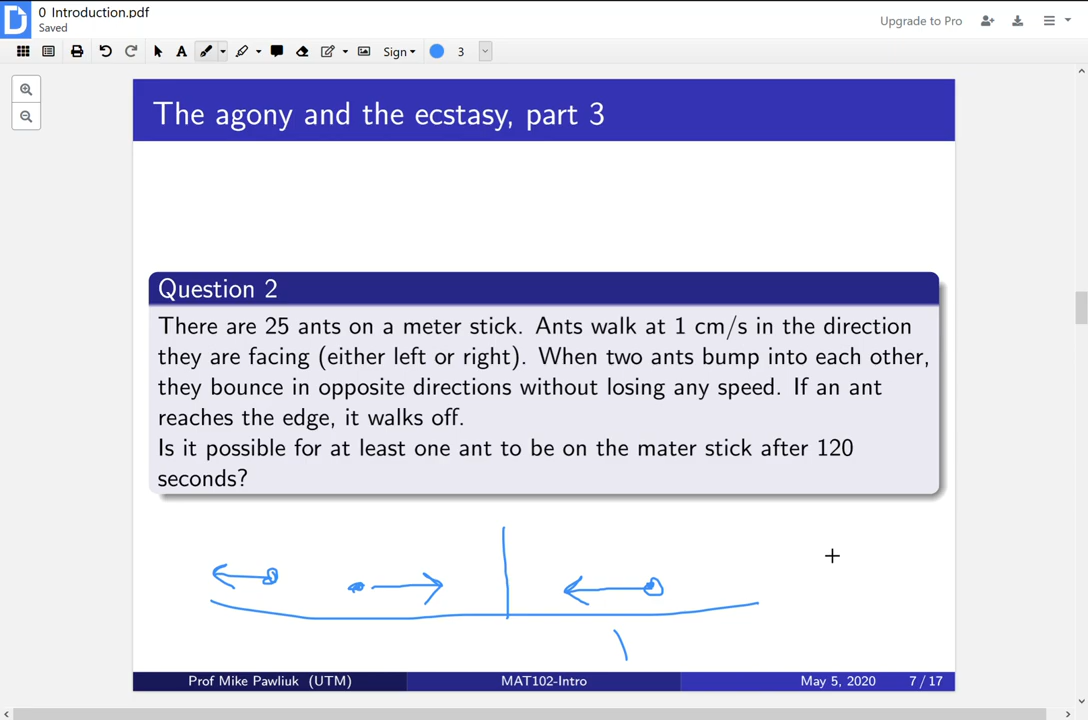 0 Introduction.pdf
Saved
Upgrade to Pro
A Sign 3
The agony and the ecstasy, part 3
Question 2
There are 25 ants on a meter stick. Ants walk at 1 cm/s in the direction
they are facing (either left or right). When two ants bump into each other,
they bounce in opposite directions without losing any speed. If an ant
reaches the edge, it walks off.
Is it possible for at least one ant to be on the mater stick after 120
seconds?
Prof Mike Pawliuk (UTM) MAT102-Intro May 5, 2020 7 / 17